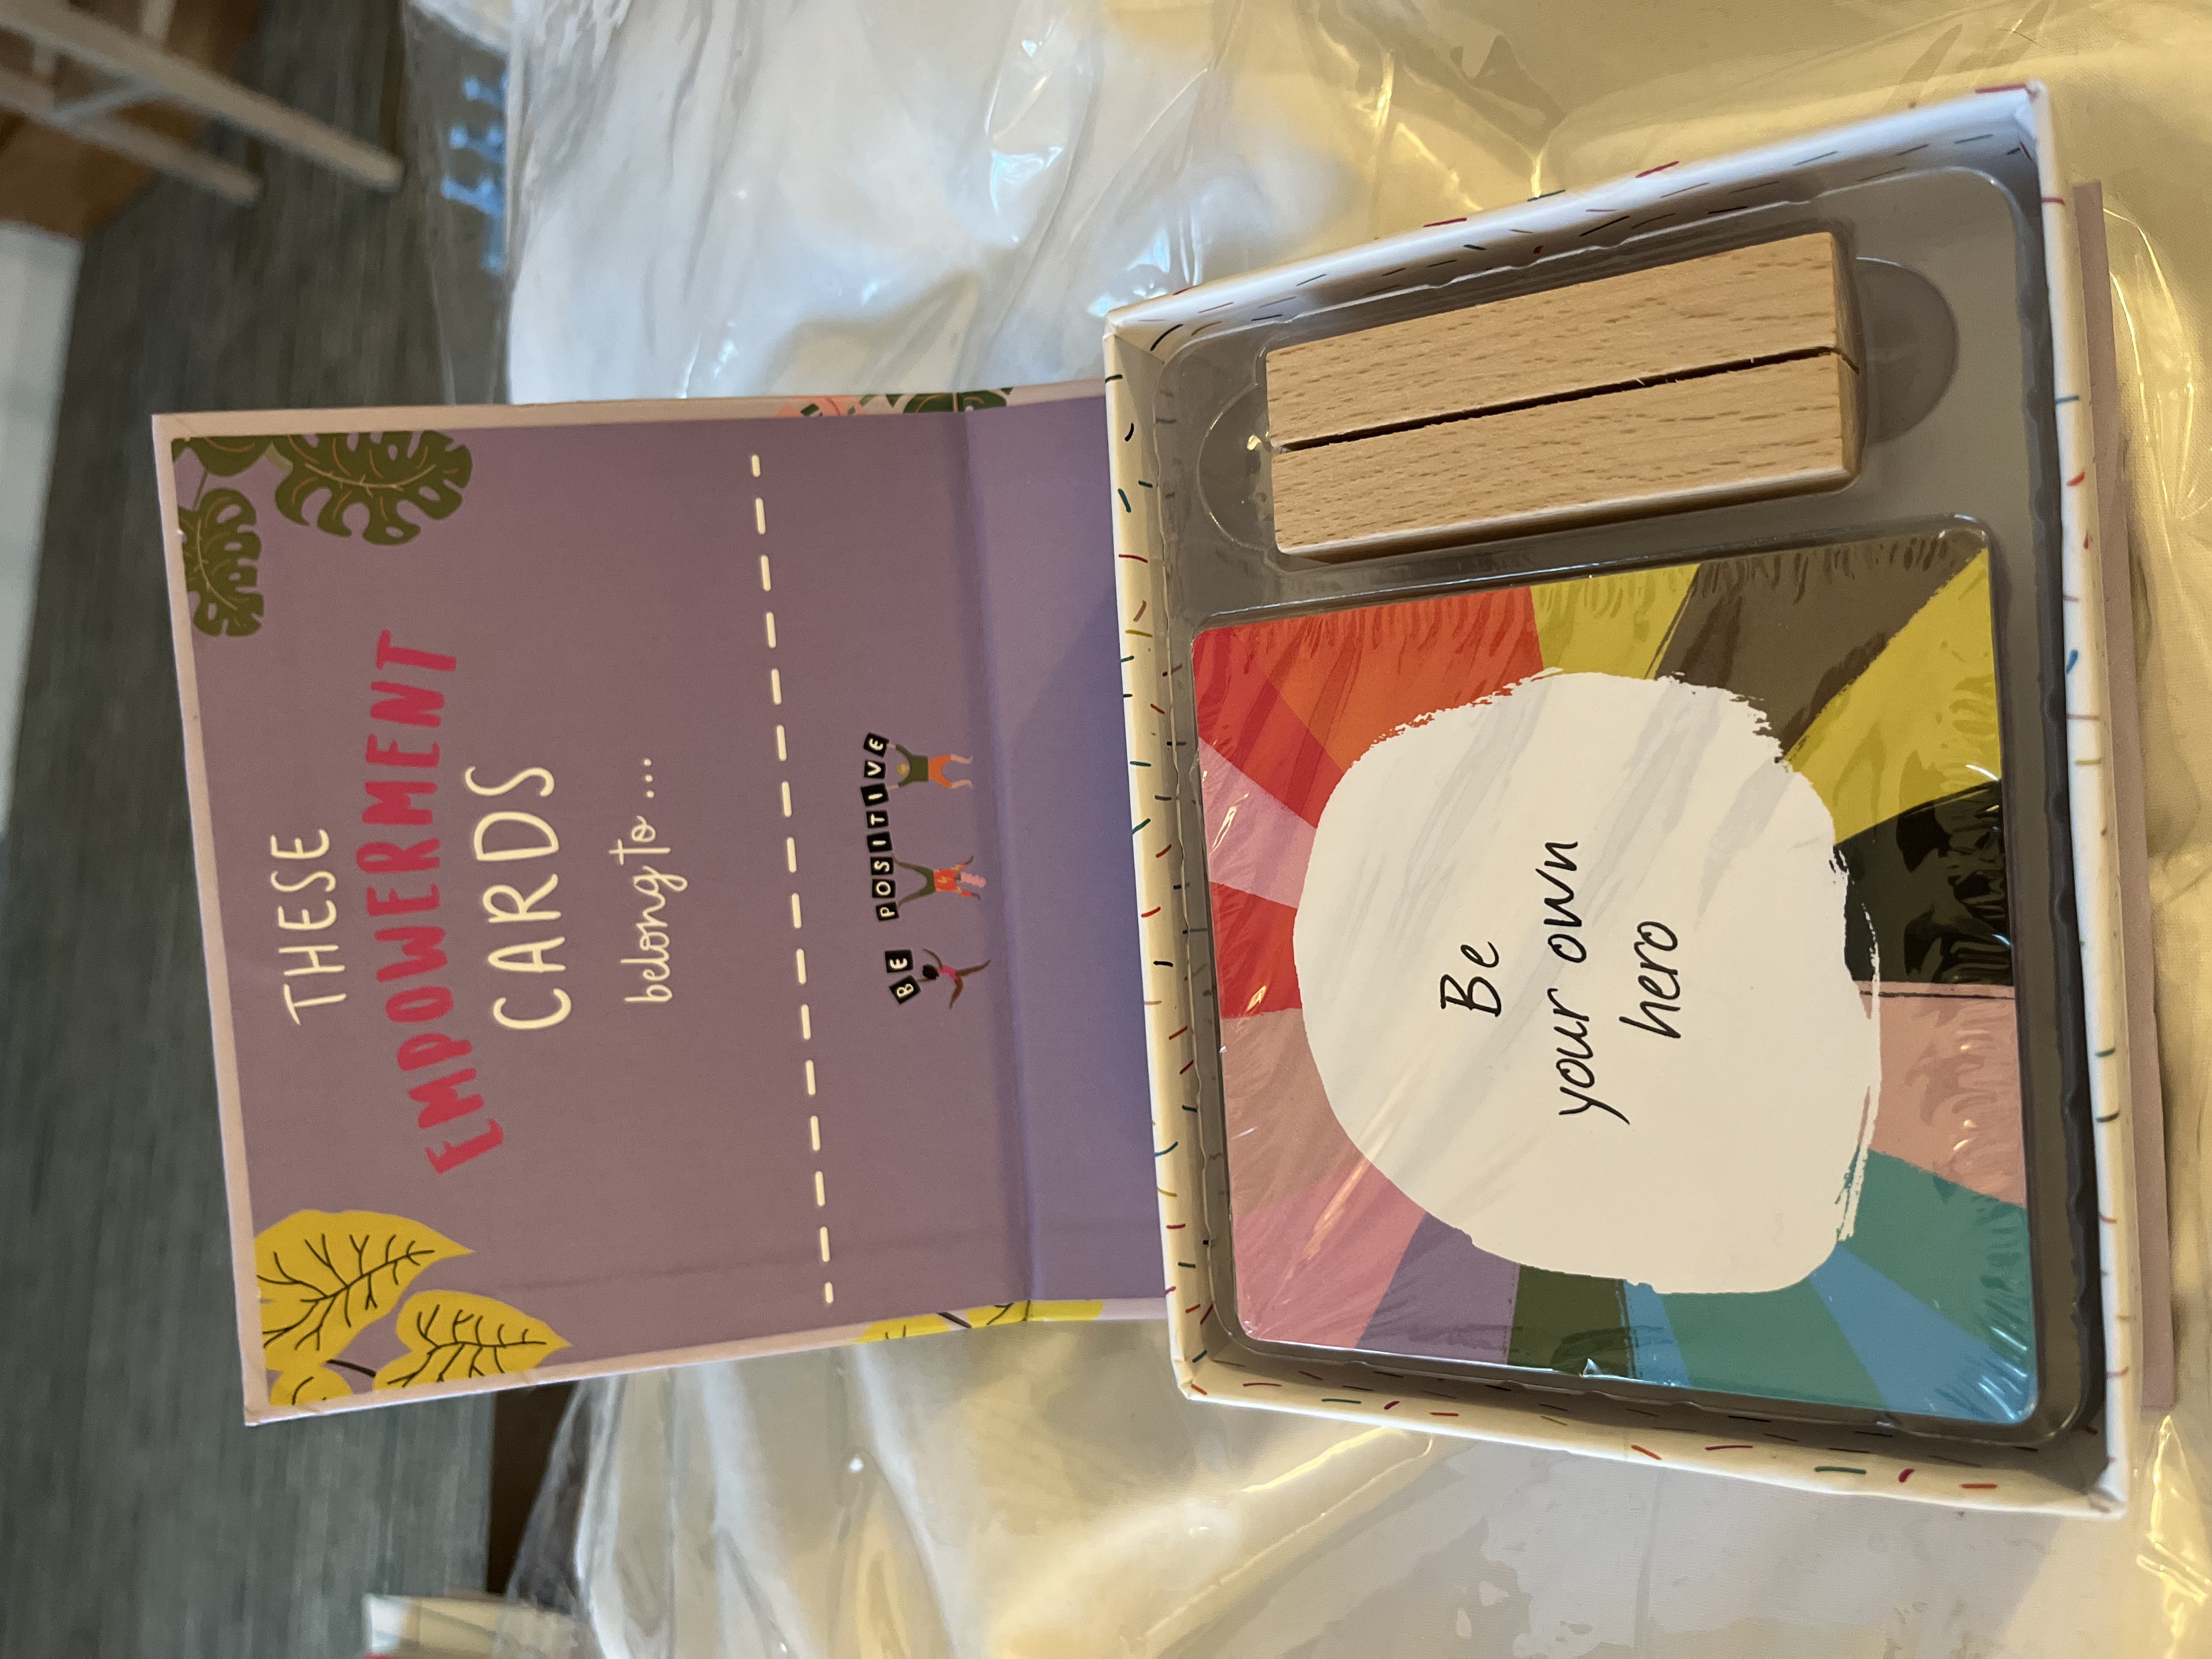 THESE
EMPOWERMENT
CARDS
belong to...
BE POSITIVE
Be
your own
hero